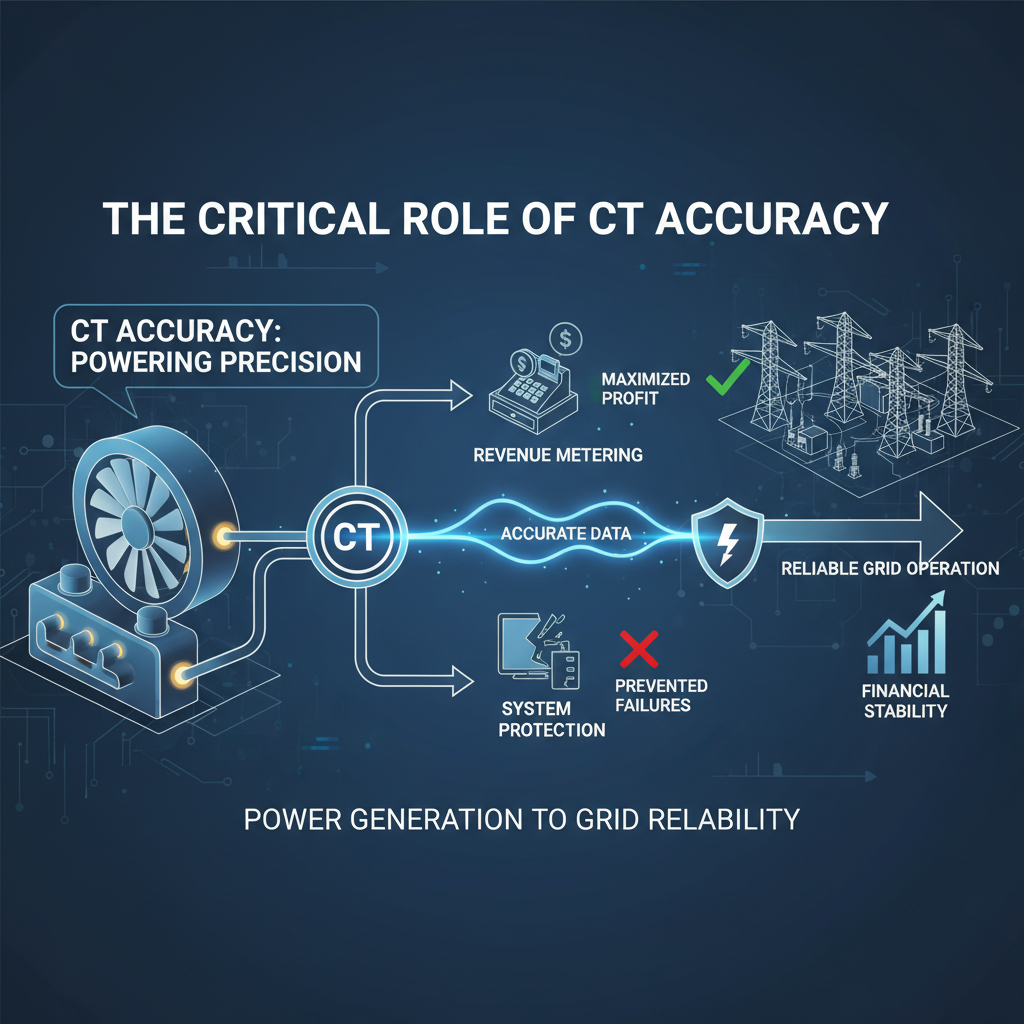 THE CRITICAL ROLE OF CT ACCURACY
CT ACCURACY:
POWERING PRECISION
$
$
MAXIMIZED
PROFIT
REVENUE METERING
CT
ACCURATE DATA
RELIABLE GRID OPERATION
PREVENTED
FAILURES
SYSTEM
PROTECTION
FINANCIAL
STABILITY
POWER GENERATION TO GRID RELABILITY